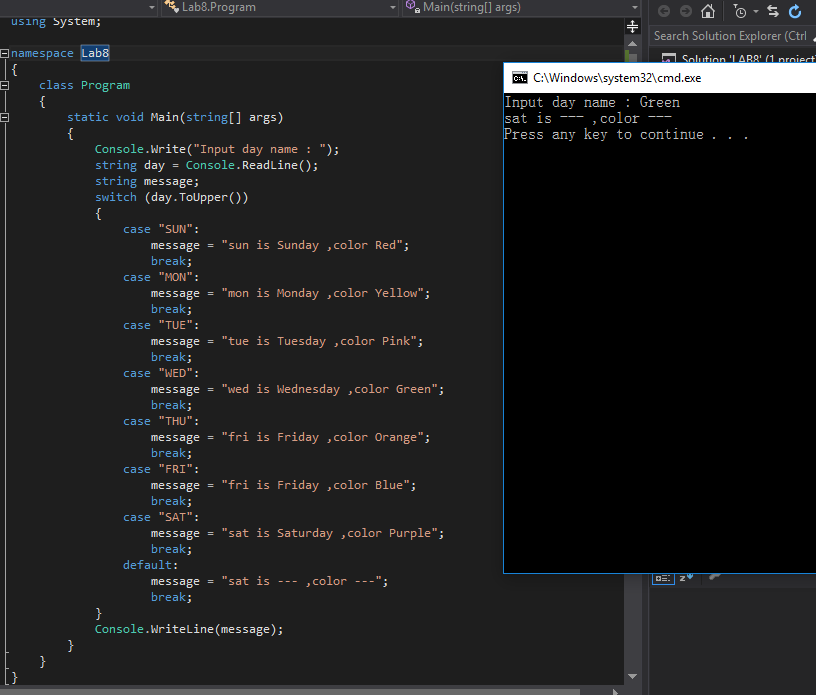 Lab8.Program
Main(string[] args)
using System;
namespace Lab8
{
class Program
{
static void Main(string[] args)
{
Console.Write("Input day name : ");
string day = Console.ReadLine();
string message;
switch (day.ToUpper())
{
case "SUN":
message = "sun is Sunday ,color Red";
break;
case "MON":
message = "mon is Monday ,color Yellow";
break;
case "TUE":
message = "tue is Tuesday ,color Pink";
break;
case "WED":
message = "wed is Wednesday ,color Green";
break;
case "THU":
message = "fri is Friday ,color Orange";
break;
case "FRI":
message = "fri is Friday ,color Blue";
break;
case "SAT":
message = "sat is Saturday ,color Purple";
break;
default:
message = "sat is --- ,color ---";
break;
}
Console.WriteLine(message);
}
}
}
Search Solution Explorer (Ctrl
Solution 'LAB8' (1 project
C:\Windows\system32\cmd.exe
Input day name : Green
sat is --- ,color ---
Press any key to continue . . .